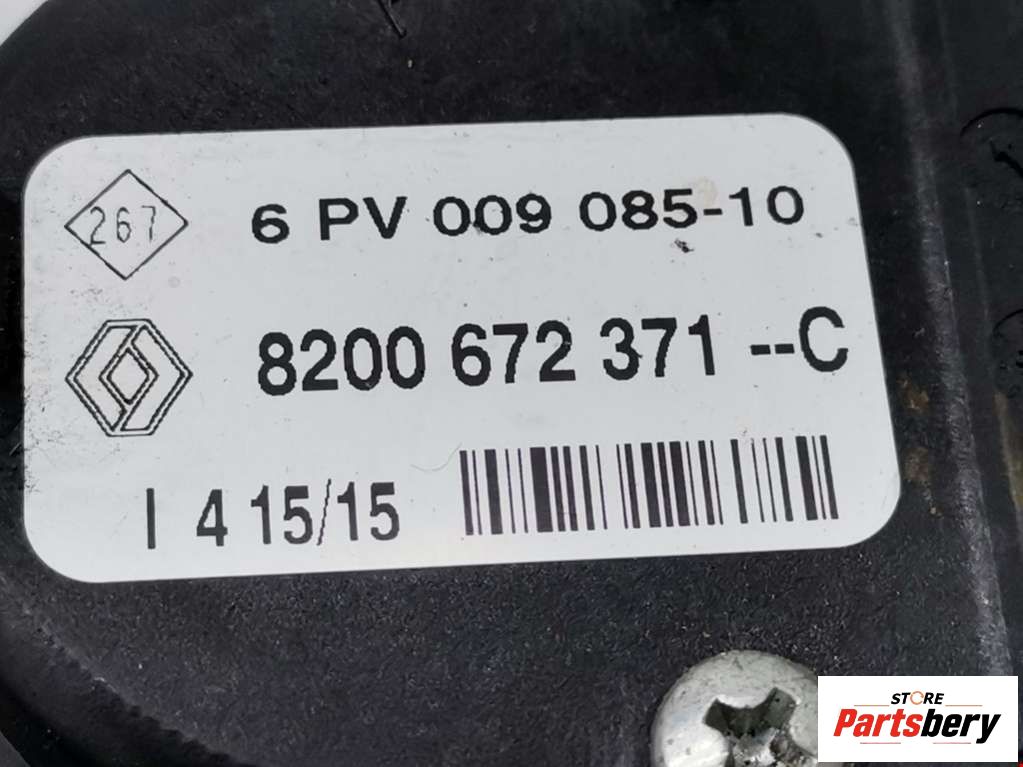 267
6 PV 009 085-10
8200 672 371 --C
I 4 15/15
STORE
Partsbery